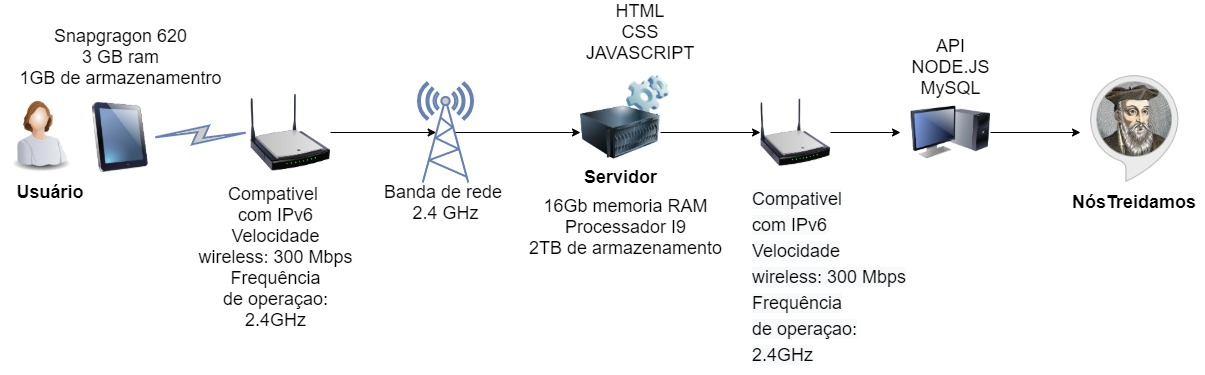 Snapgragon 620
3 GB ram
1GB de armazenamentro
Usuário
Compativel
com IPv6
Velocidade
wireless: 300 Mbps
Frequência
de operaçao:
2.4GHz
Banda de rede
2.4 GHz
HTML
CSS
JAVASCRIPT
Servidor
16Gb memoria RAM
Processador I9
2TB de armazenamento
Compativel
com IPv6
Velocidade
wireless: 300 Mbps
Frequência
de operaçao:
2.4GHz
API
NODE.JS
MySQL
NósTreidamos